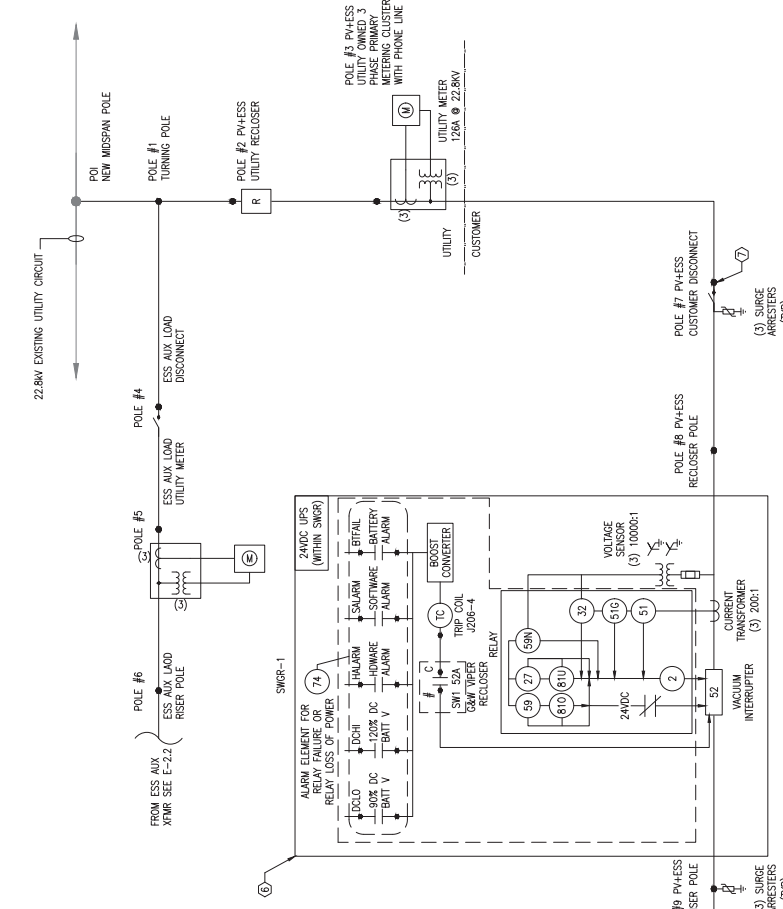 22.8kV EXISTING UTILITY CIRCUIT
POI
NEW MIDSPAN POLE
POLE #1
TURNING POLE
POLE #2 PV+ESS
UTILITY RECLOSER
R
POLE #3 PV+ESS
UTILITY OWNED 3
PHASE PRIMARY
METERING CLUSTER
WITH PHONE LINE
M
UTILITY METER
126A @ 22.8KV
(3)
(3)
UTILITY
CUSTOMER
ESS AUX LOAD
DISCONNECT
POLE #4
ESS AUX LOAD
UTILITY METER
POLE #5
(3)
(3)
M
POLE #6
ESS AUX LAOD
RISER POLE
FROM ESS AUX
XFMR SEE E-2.2
7
POLE #7 PV+ESS
CUSTOMER DISCONNECT
(3) SURGE
ARRESTERS
POLE #8 PV+ESS
RECLOSER POLE
SWGR-1
24VDC UPS
(WITHIN SWGR)
ALARM ELEMENT FOR
RELAY FAILURE OR
RELAY LOSS OF POWER
74
DCLO
90% DC
BATT V
DCHI
120% DC
BATT V
HALARM
HDWARE
ALARM
SALARM
SOFTWARE
ALARM
BTFAIL
BATTERY
ALARM
BOOST
CONVERTER
TC
TRIP COIL
J206-4
C
#
SW1 52A
G&W VIPER
RECLOSER
RELAY
59N
27
59
81U
81O
32
51G
51
2
24VDC
VOLTAGE
SENSOR
(3) 10000:1
CURRENT
TRANSFORMER
(3) 200:1
52
VACUUM
INTERRUPTER
6
#9 PV+ESS
SER POLE
(3) SURGE
ARRESTERS